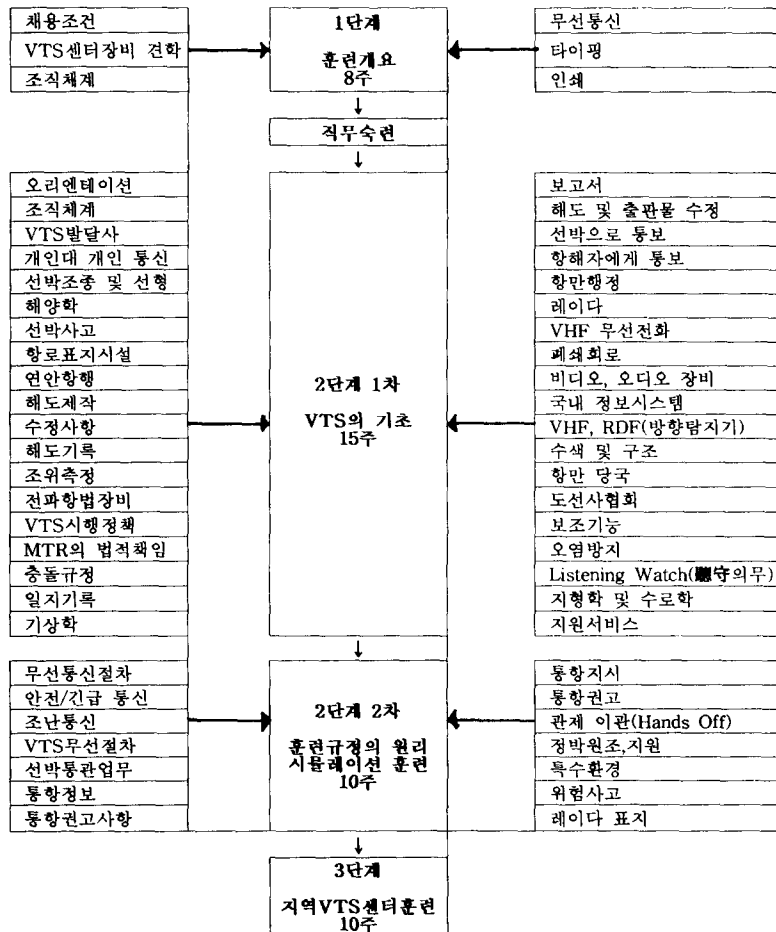 채용조건
VTS센터장비 견학
조직체계
1단계
훈련개요
8주
무선통신
타이핑
인쇄
직무숙련
오리엔테이션
조직체계
VTS발달사
개인대 개인 통신
선박조종 및 선형
해양학
선박사고
항로표지시설
연안항행
해도제작
수정사항
해도기록
조위측정
전파항법장비
VTS시행정책
MTR의 법적책임
충돌규정
일지기록
기상학
2단계 1차
VTS의 기초
15주
보고서
해도 및 출판물 수정
선박으로 통보
항해자에게 통보
항만행정
레이다
VHF 무선전화
폐쇄회로
비디오, 오디오 장비
국내 정보시스템
VHF, RDF(방향탐지기)
수색 및 구조
항만 당국
도선사협회
보조기능
오염방지
Listening Watch(聽守의무)
지형학 및 수로학
지원서비스
무선통신절차
안전/긴급 통신
조난통신
VTS무선절차
선박통관업무
통항정보
통항권고사항
2단계 2차
훈련규정의 원리
시뮬레이션 훈련
10주
통항지시
통항권고
관제 이관(Hands Off)
정박원조,지원
특수환경
위험사고
레이다 표지
3단계
지역VTS센터훈련
10주